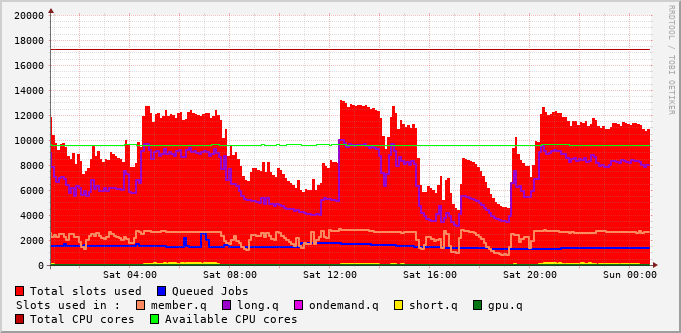 20000
18000
16000
14000
12000
10000
8000
6000
4000
2000
0
Sat 04:00 Sat 08:00 Sat 12:00 Sat 16:00 Sat 20:00 Sun 00:00
RRDTOOL / TOBI OETIKER
Total slots used Queued Jobs
Slots used in : member.q long.q ondemand.q short.q gpu.q
Total CPU cores Available CPU cores